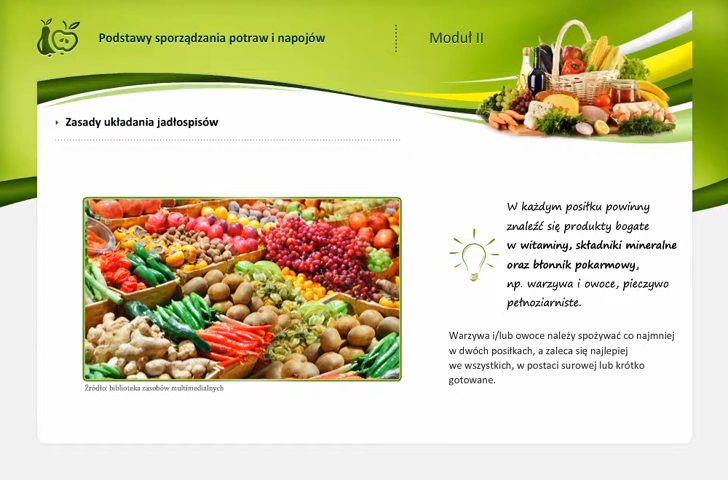 Podstawy sporządzania potraw i napojów
Moduł II
Zasady układania jadłospisów
W każdym posiłku powinny
znaleźć się produkty bogate
w witaminy, składniki mineralne
oraz błonnik pokarmowy,
np. warzywa i owoce, pieczywo
pełnoziarniste.
Warzywa i/lub owoce należy spożywać co najmniej
w dwóch posiłkach, a zaleca się najlepiej
we wszystkich, w postaci surowej lub krótko
gotowane.
Źródło: biblioteka zasobów multimedialnych